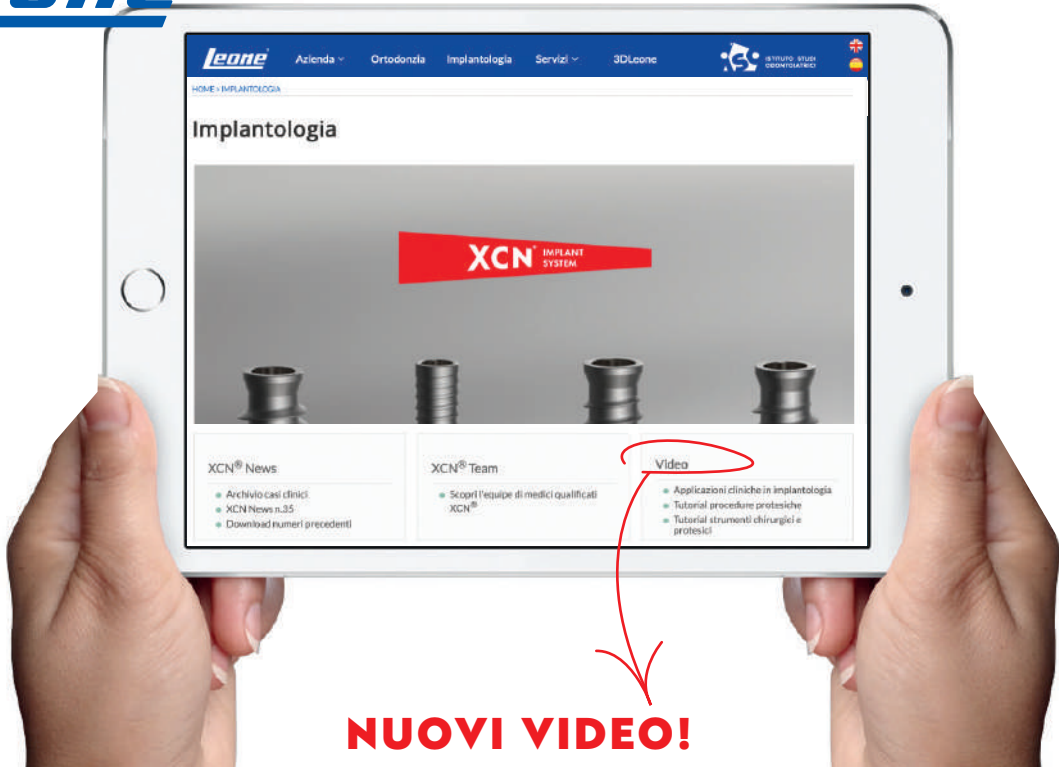 Leone
Azienda
Ortodonzia
Implantologia
Servizi
3DLeone
ISTITUTO STUDI
ODONTOIATRICI
HOME › IMPLANTOLOGIA
Implantologia
XCN® IMPLANT
SYSTEM
XCN® News
Archivio casi clinici
XCN News n.35
Download numeri precedenti
XCN® Team
Scopri l'equipe di medici qualificati
XCN®
Video
Applicazioni cliniche in implantologia
Tutorial procedure protesiche
Tutorial strumenti chirurgici e
protesici
NUOVI VIDEO!